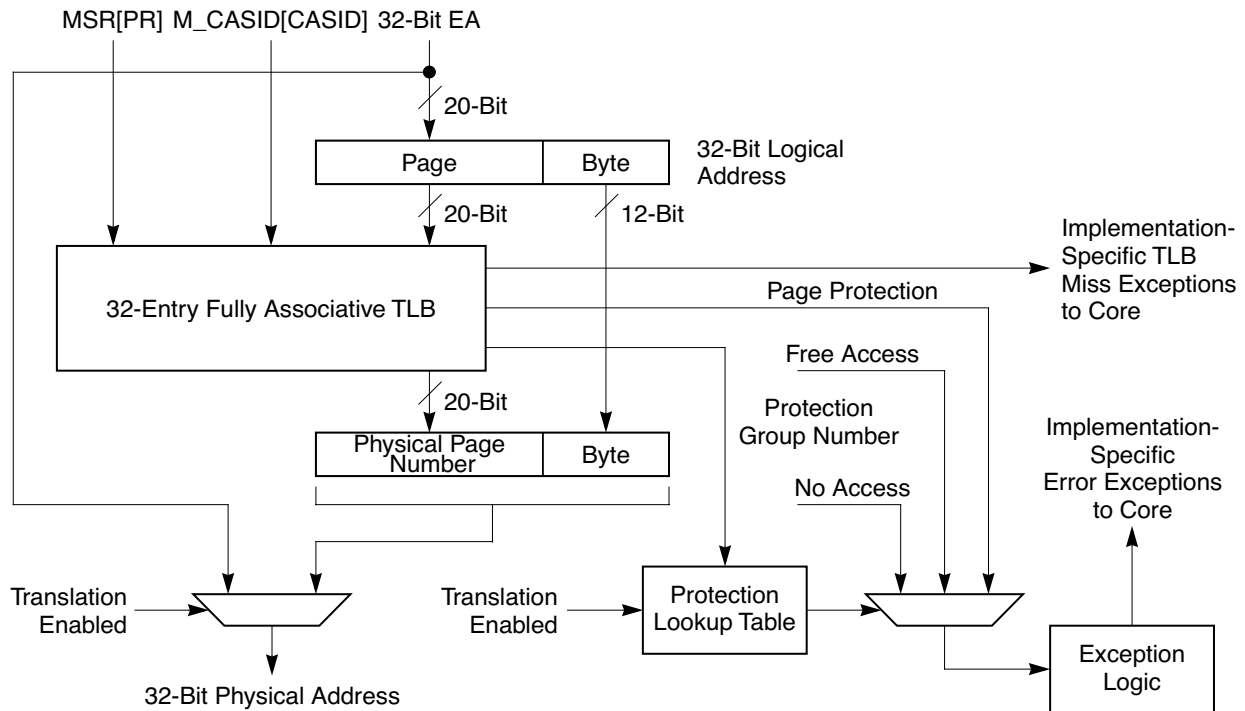 MSR[PR] M_CASID[CASID] 32-Bit EA
20-Bit
32-Bit Logical
Address
Page
Byte
20-Bit
12-Bit
Implementation-
Specific TLB
Miss Exceptions
to Core
32-Entry Fully Associative TLB
Page Protection
Free Access
20-Bit
Protection
Group Number
Physical Page
Number
Byte
No Access
Implementation-
Specific
Error Exceptions
to Core
Translation
Enabled
Translation
Enabled
Protection
Lookup Table
Exception
Logic
32-Bit Physical Address